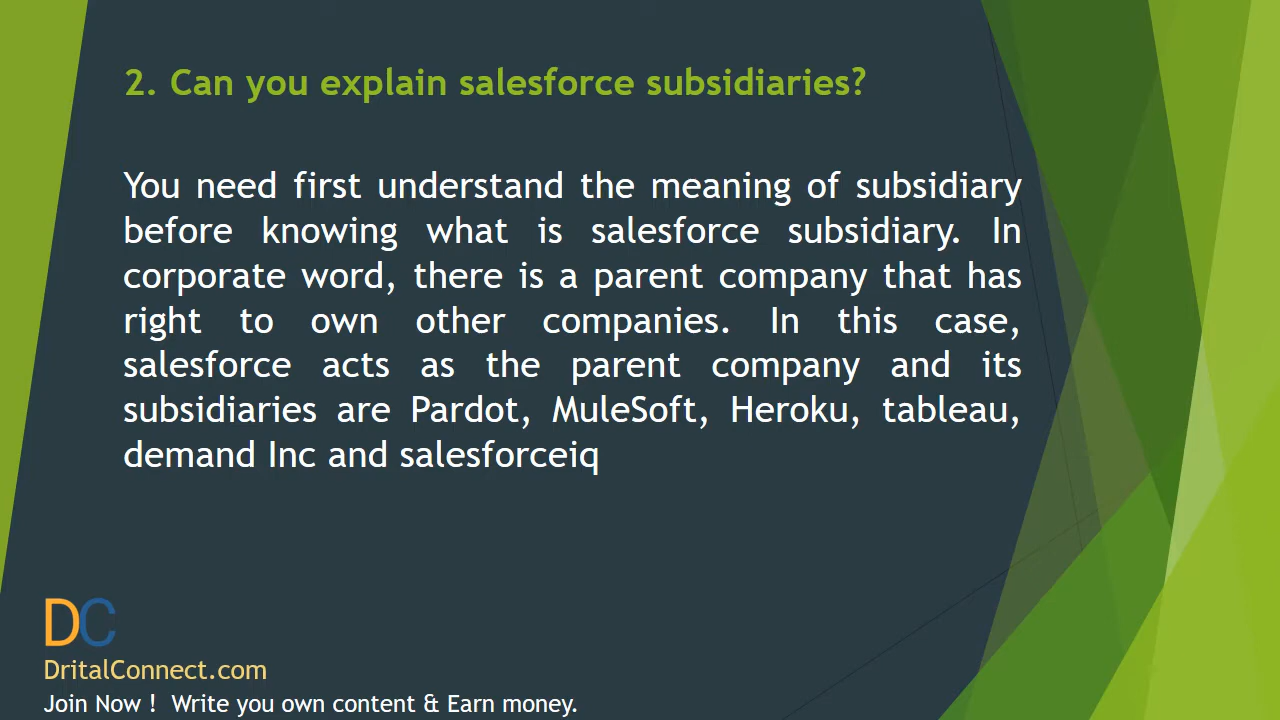 2. Can you explain salesforce subsidiaries?
You need first understand the meaning of subsidiary
before knowing what is salesforce subsidiary. In
corporate word, there is a parent company that has
right to own other companies. In this case,
salesforce acts as the parent company and its
subsidiaries are Pardot, MuleSoft, Heroku, tableau,
demand Inc and salesforceiq
DC
DritalConnect.com
Join Now ! Write you own content & Earn money.